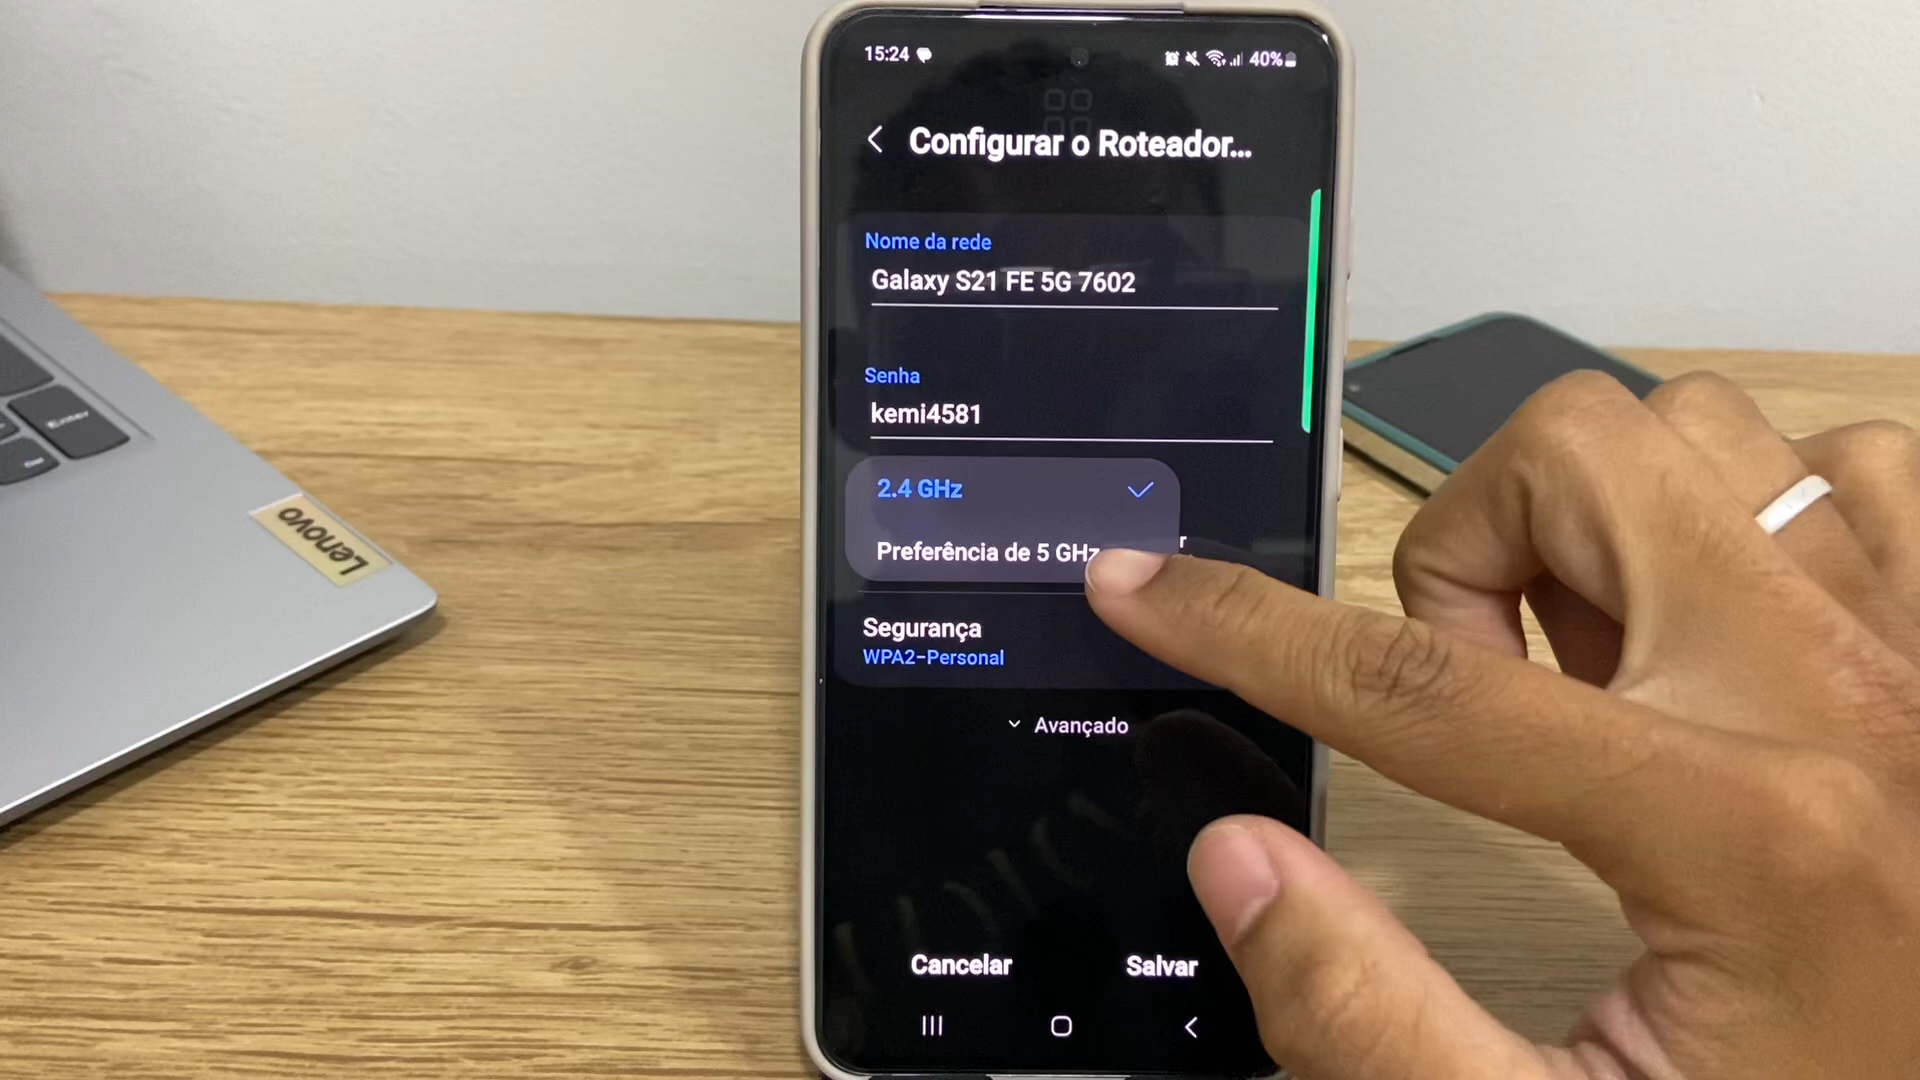 15:24
40%
Configurar o Roteador...
Nome da rede
Galaxy S21 FE 5G 7602
Senha
kemi4581
2.4 GHz
Preferência de 5 GHz
r
Segurança
WPA2-Personal
Avançado
Cancelar
Salvar
Enter
Lenovo